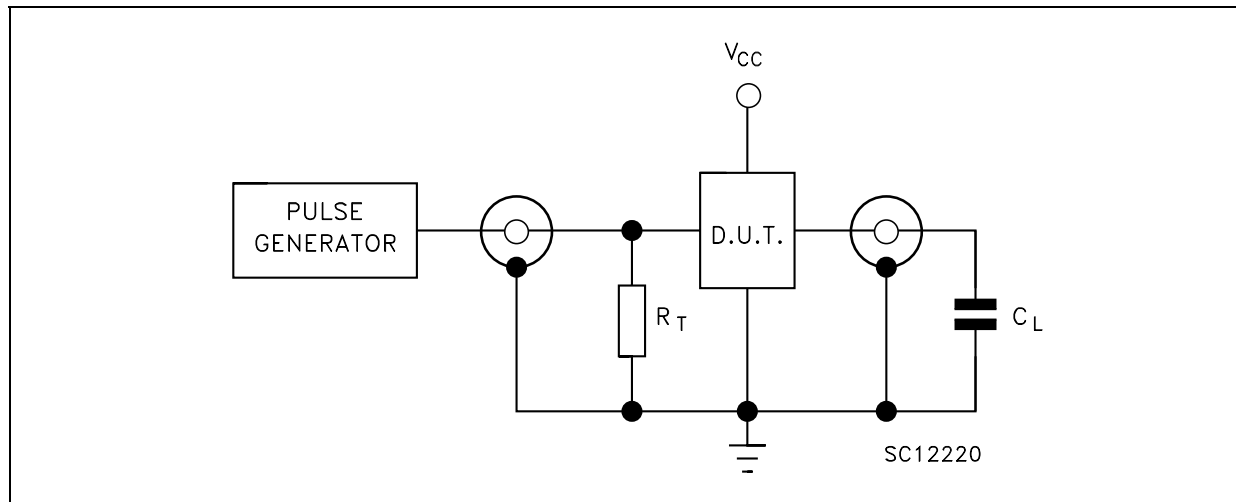 VCC
PULSE
GENERATOR
D.U.T.
RT
CL
SC12220